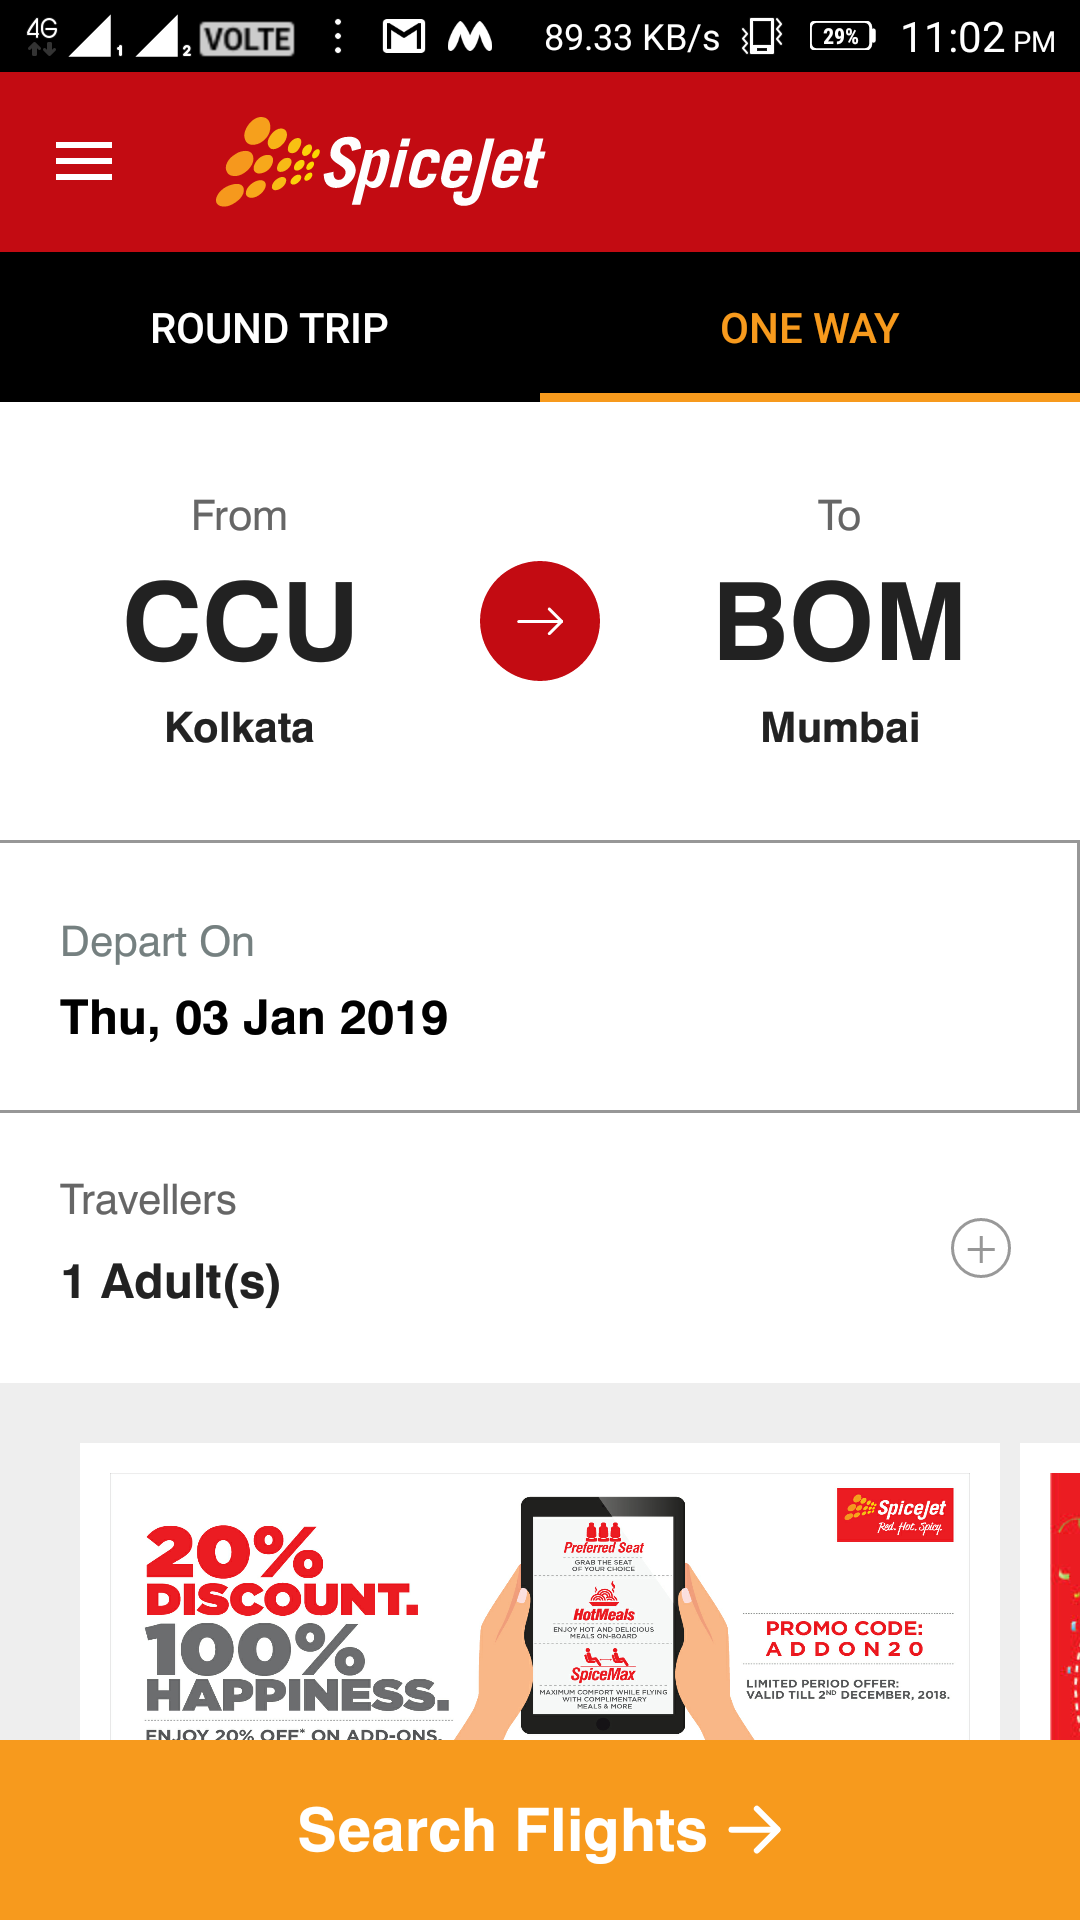 4G 1 2 VOLTE 89.33 KB/s 29% 11:02 PM
SpiceJet
ROUND TRIP ONE WAY
From To
CCU BOM
Kolkata Mumbai
Depart On
Thu, 03 Jan 2019
Travellers
1 Adult(s)
20%
DISCOUNT.
100%
HAPPINESS.
ENJOY 20% OFF* ON ADD-ONS.
Preferred Seat
GRAB THE SEAT
OF YOUR CHOICE
HotMeals
ENJOY HOT AND DELICIOUS
MEALS ON-BOARD
SpiceMax
MAXIMUM COMFORT WHILE FLYING
WITH COMPLIMENTARY
MEALS & MORE
SpiceJet
Red. Hot. Spicy.
PROMO CODE:
ADDON20
LIMITED PERIOD OFFER:
VALID TILL 2ND DECEMBER, 2018.
Search Flights